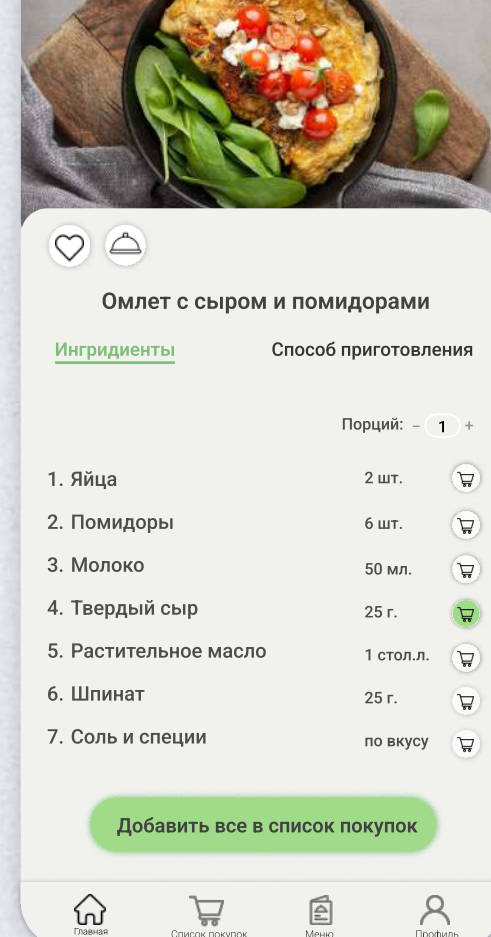 Омлет с сыром и помидорами
Ингридиенты Способ приготовления
Порций: – 1 +
1. Яйца 2 шт.
2. Помидоры 6 шт.
3. Молоко 50 мл.
4. Твердый сыр 25 г.
5. Растительное масло 1 стол.л.
6. Шпинат 25 г.
7. Соль и специи по вкусу
Добавить все в список покупок
Главная Список покупок Меню Профиль